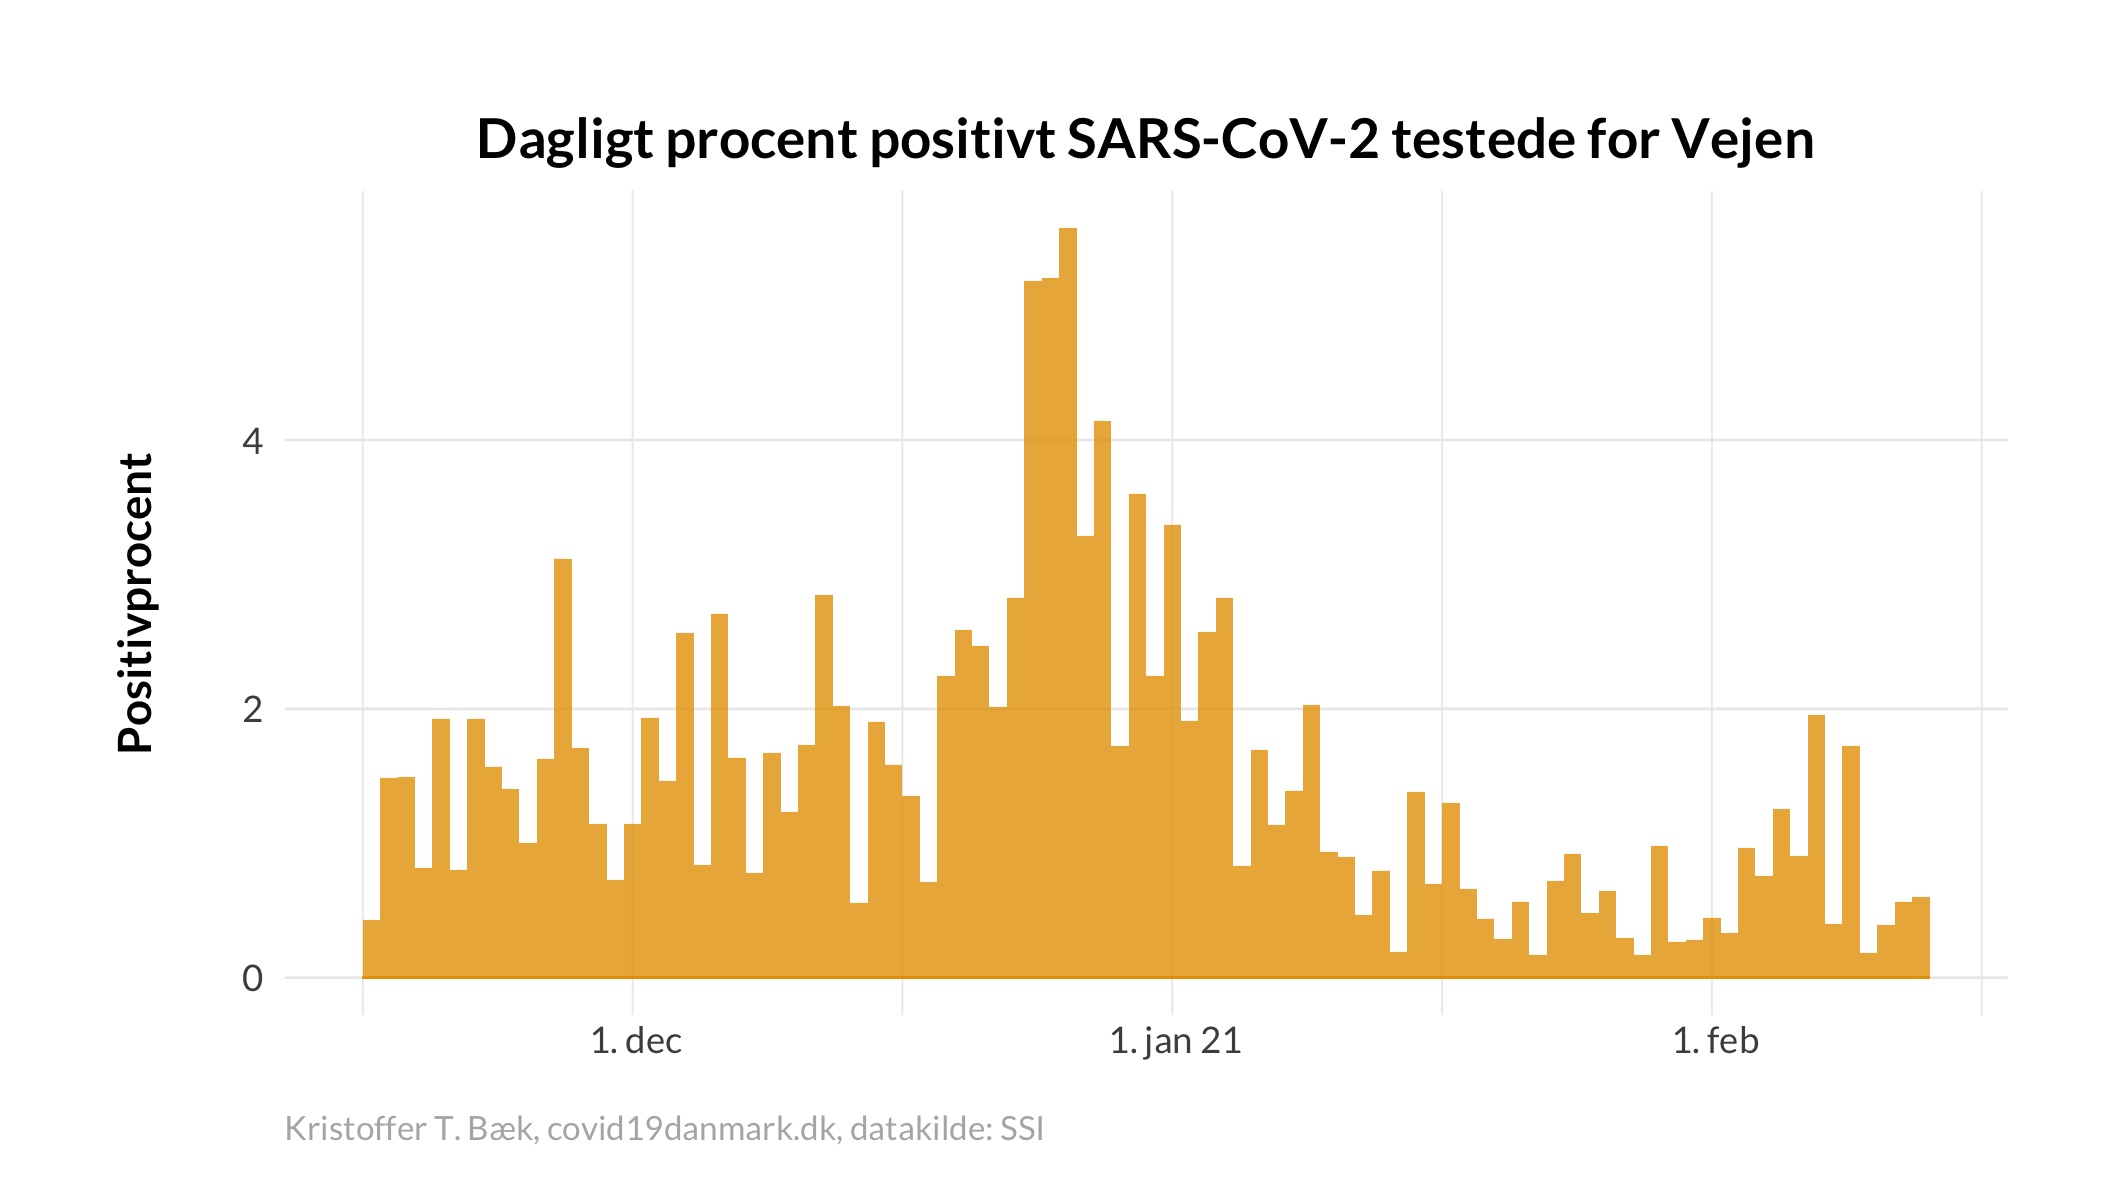 Dagligt procent positivt SARS-CoV-2 testede for Vejen
Positivprocent
4
2
0
1. dec
1. jan 21
1. feb
Kristoffer T. Bæk, covid19danmark.dk, datakilde: SSI